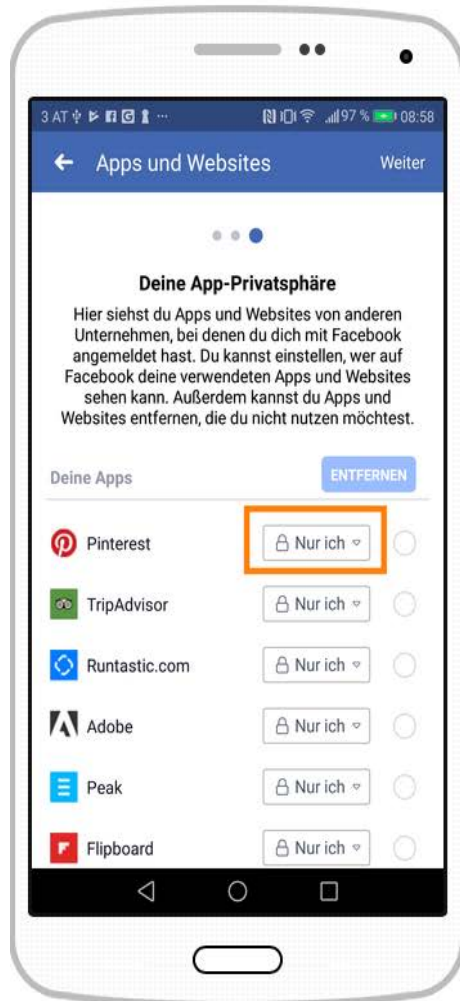 3 AT 97 % 08:58
Apps und Websites Weiter
Deine App-Privatsphäre
Hier siehst du Apps und Websites von anderen
Unternehmen, bei denen du dich mit Facebook
angemeldet hast. Du kannst einstellen, wer auf
Facebook deine verwendeten Apps und Websites
sehen kann. Außerdem kannst du Apps und
Websites entfernen, die du nicht nutzen möchtest.
Deine Apps ENTFERNEN
Pinterest Nur ich
TripAdvisor Nur ich
Runtastic.com Nur ich
Adobe Nur ich
Peak Nur ich
Flipboard Nur ich